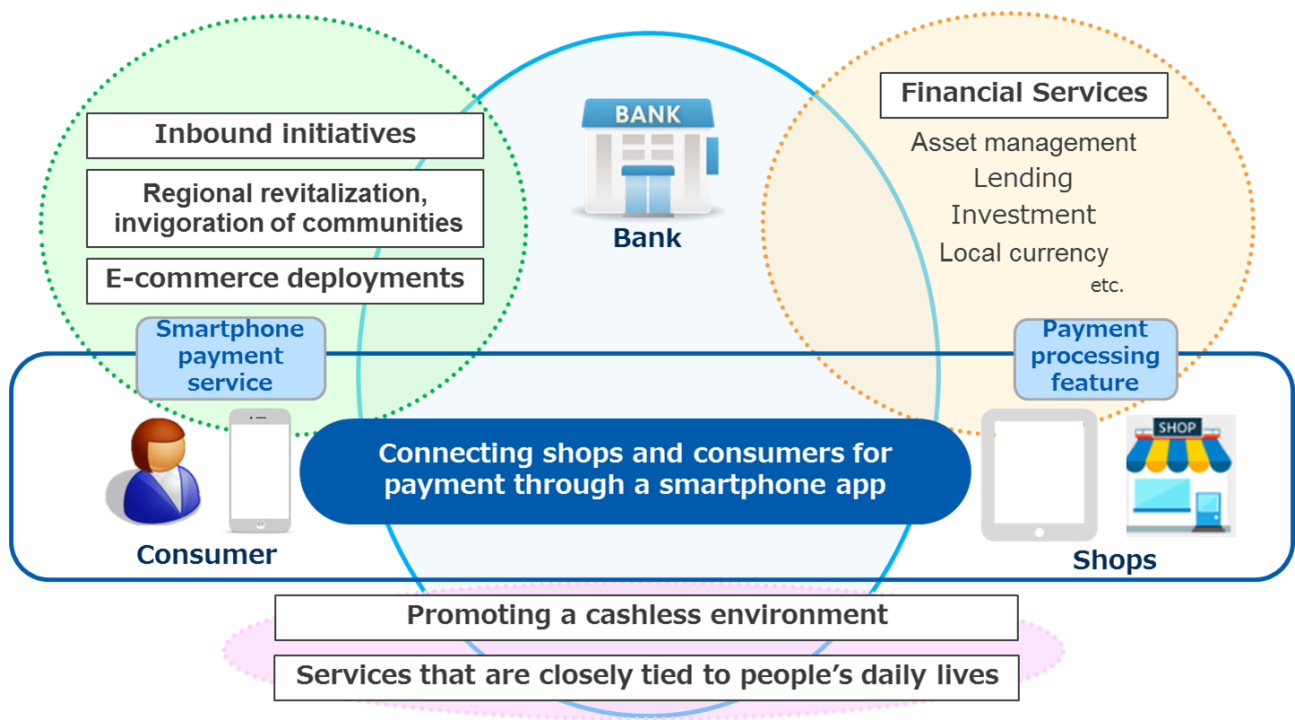 Inbound initiatives
Regional revitalization,
invigoration of communities
E-commerce deployments
Smartphone
payment
service
BANK
Bank
Financial Services
Asset management
Lending
Investment
Local currency
etc.
Payment
processing
feature
Connecting shops and consumers for
payment through a smartphone app
Consumer
SHOP
Shops
Promoting a cashless environment
Services that are closely tied to people’s daily lives